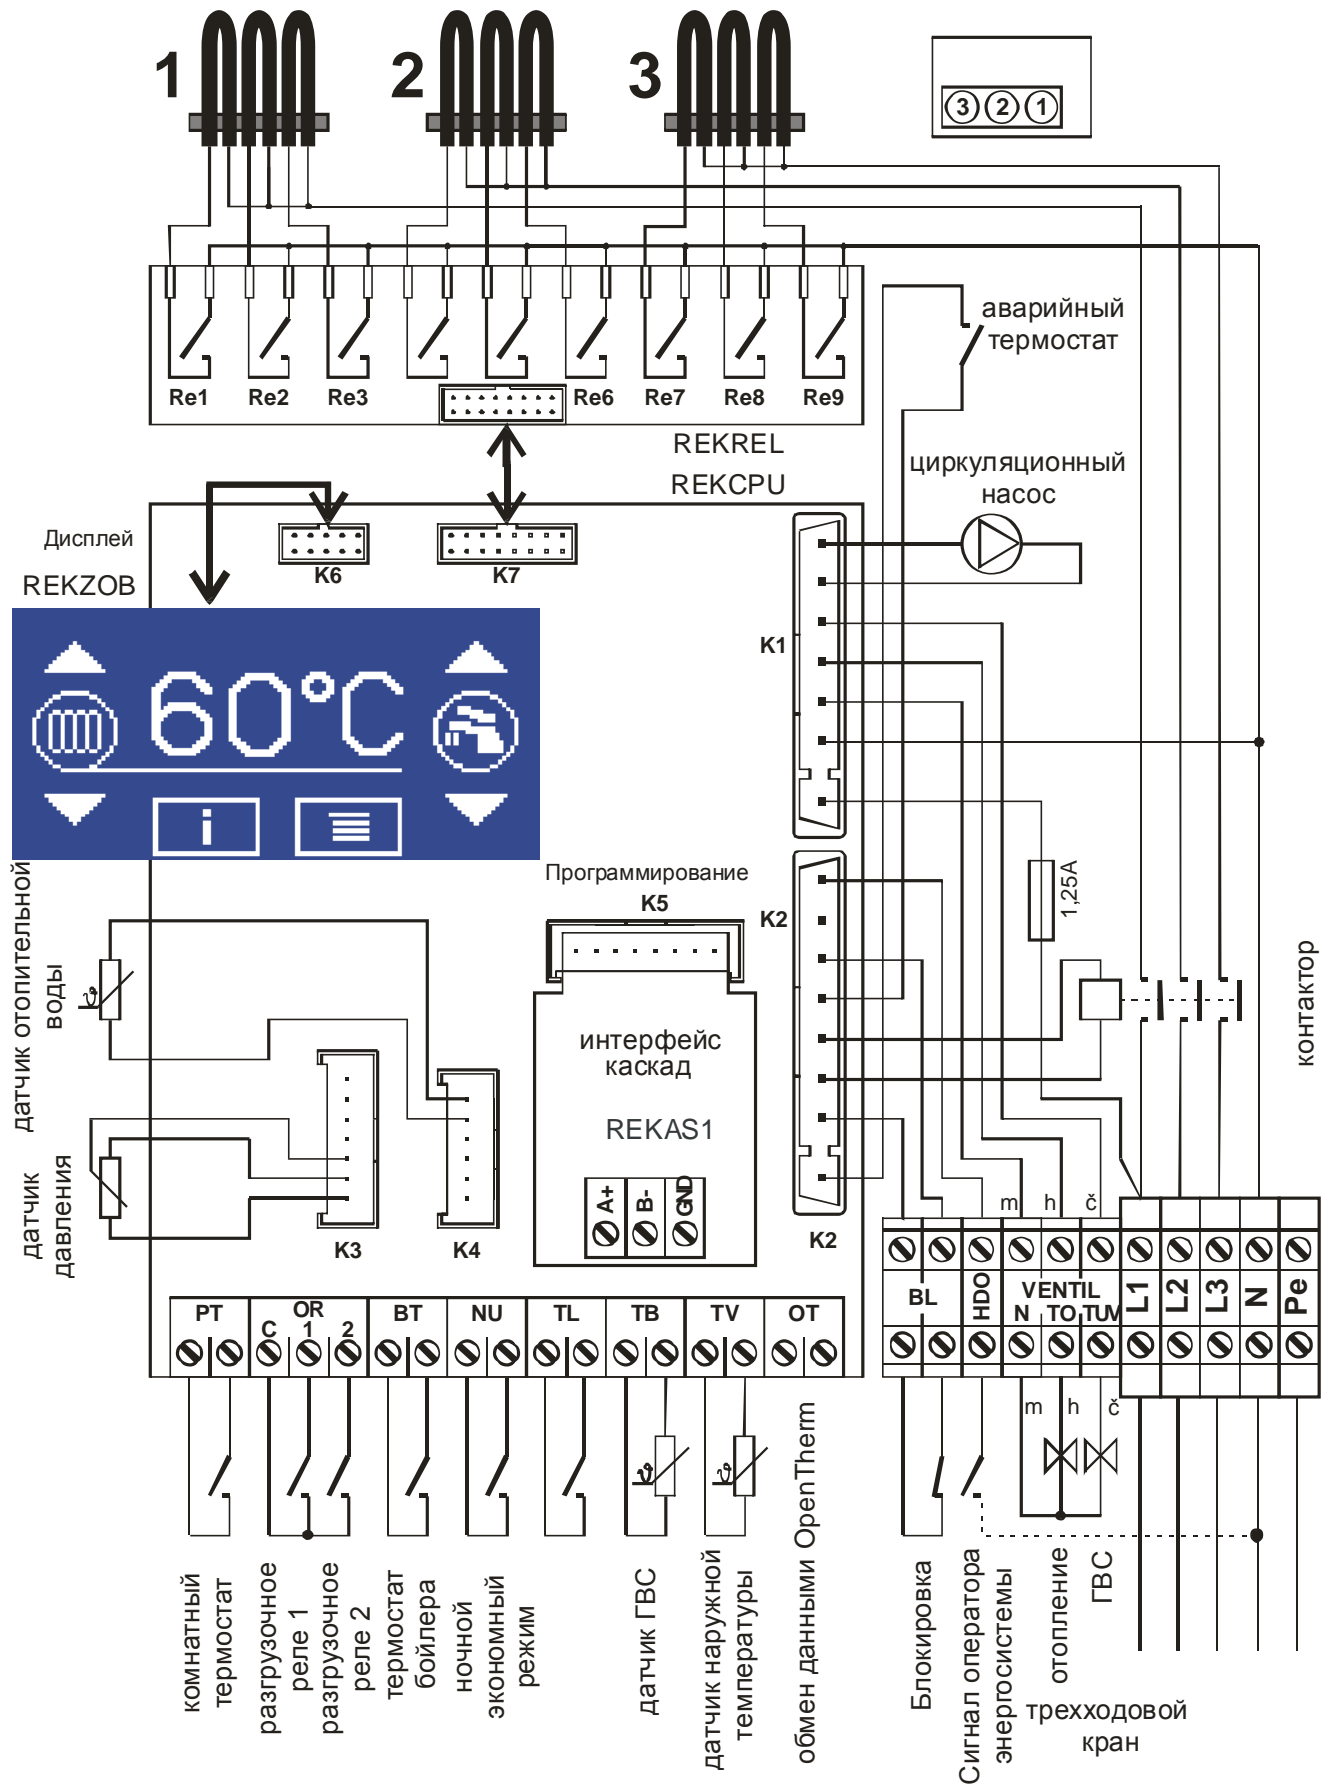 1
2
3
3 2 1
аварийный
термостат
Re1
Re2
Re3
Re6
Re7
Re8
Re9
REKREL
REKCPU
циркуляционный
насос
Дисплей
REKZOB
K6
K7
K1
60°C
i
Программирование
K5
K2
1,25A
датчик отопительной
воды
датчик
давления
интерфейс
каскад
REKAS1
A+
B-
GND
K3
K4
K2
контактор
m
h
č
BL
HDO
VENTIL
N
TO
TUV
L1
L2
L3
N
Pe
PT
OR
C
1
2
BT
NU
TL
TB
TV
OT
m
h
č
комнатный
термостат
разгрузочное
реле 1
разгрузочное
реле 2
термостат
бойлера
ночной
экономный
режим
датчик ГВС
датчик наружной
температуры
обмен данными OpenTherm
Блокировка
Сигнал оператора
энергосистемы
отопление
ГВС
трехходовой
кран